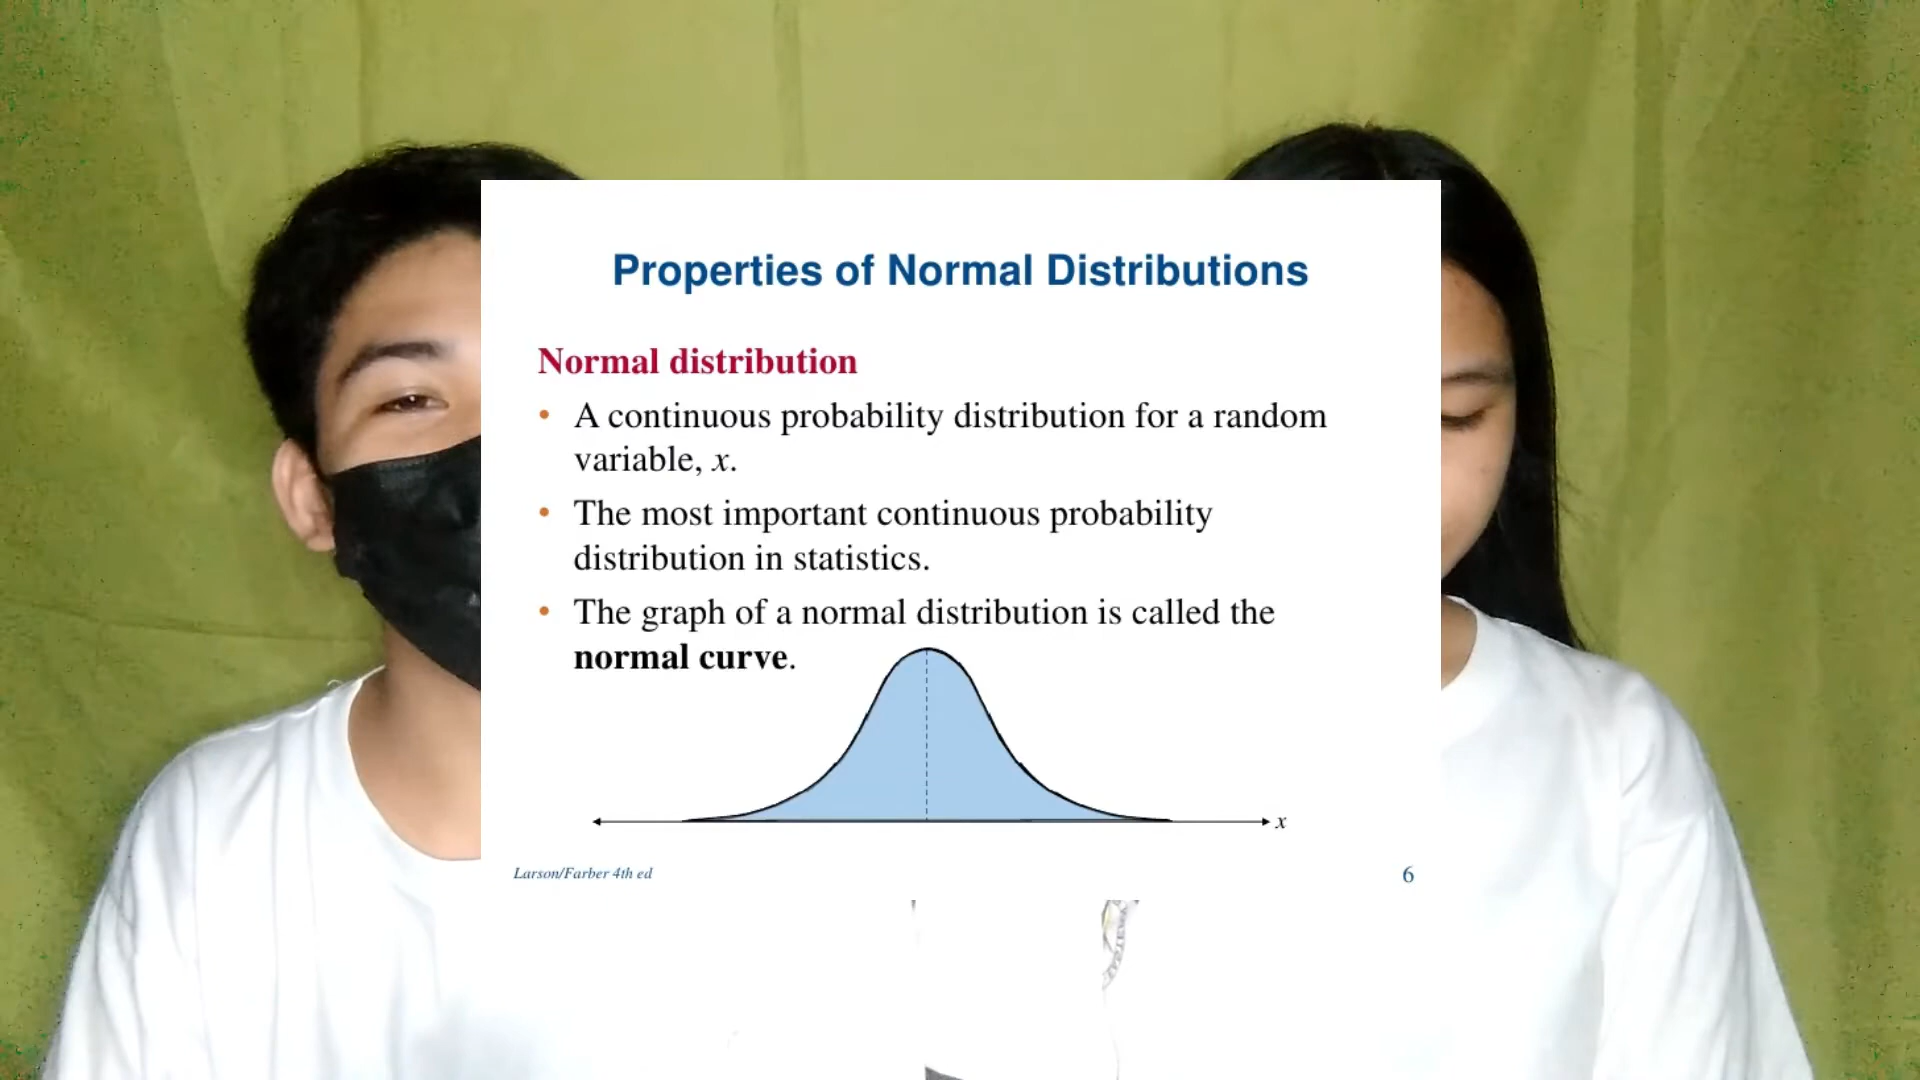 Properties of Normal Distributions
Normal distribution
• A continuous probability distribution for a random
variable, x.
• The most important continuous probability
distribution in statistics.
• The graph of a normal distribution is called the
normal curve.
x
Larson/Farber 4th ed
6